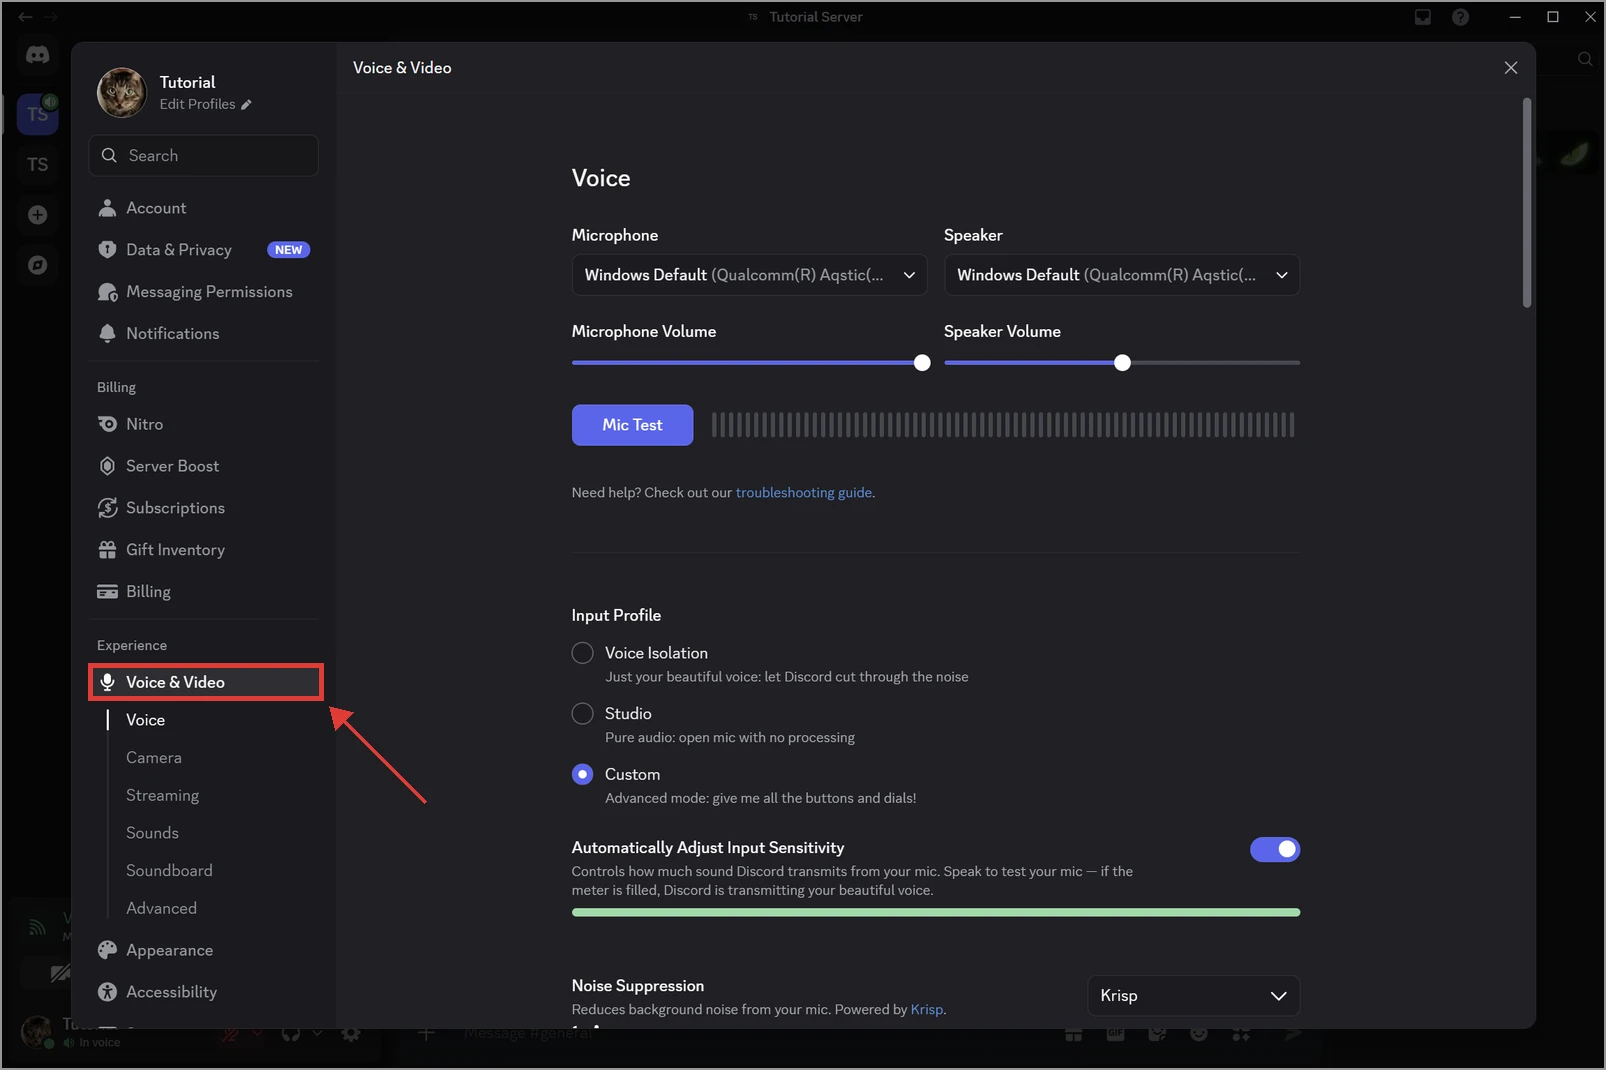 TS Tutorial Server
Voice & Video
Tutorial
Edit Profiles
TS
TS
Search
Account
Data & Privacy NEW
Messaging Permissions
Notifications
Billing
Nitro
Server Boost
Subscriptions
Gift Inventory
Billing
Experience
Voice & Video
Voice
Camera
Streaming
Sounds
Soundboard
Advanced
Appearance
Accessibility
Voice
Microphone
Speaker
Windows Default (Qualcomm(R) Aqstic(...
Windows Default (Qualcomm(R) Aqstic(...
Microphone Volume
Speaker Volume
Mic Test
Need help? Check out our troubleshooting guide.
Input Profile
Voice Isolation
Just your beautiful voice: let Discord cut through the noise
Studio
Pure audio: open mic with no processing
Custom
Advanced mode: give me all the buttons and dials!
Automatically Adjust Input Sensitivity
Controls how much sound Discord transmits from your mic. Speak to test your mic — if the
meter is filled, Discord is transmitting your beautiful voice.
Noise Suppression
Reduces background noise from your mic. Powered by Krisp.
Krisp
In voice
Message #general
GIF